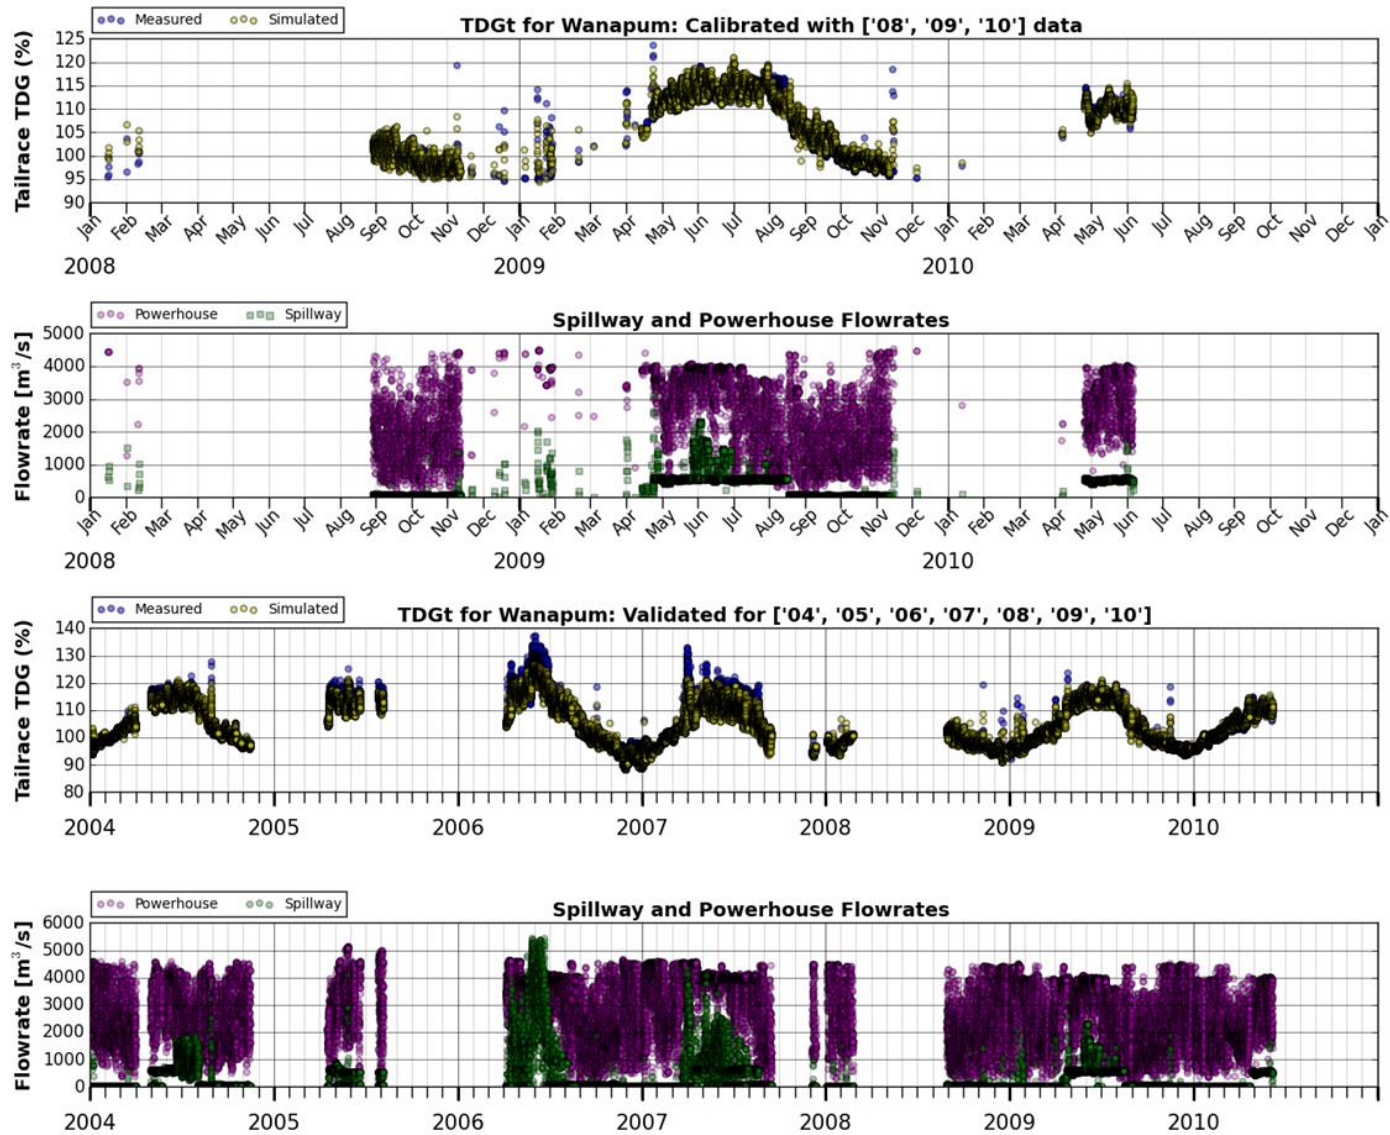 Measured Simulated
TDGt for Wanapum: Calibrated with ['08', '09', '10'] data
Tailrace TDG (%)
125
120
115
110
105
100
95
90
Jan Feb Mar Apr May Jun Jul Aug Sep Oct Nov Dec Jan Feb Mar Apr May Jun Jul Aug Sep Oct Nov Dec Jan Feb Mar Apr May Jun Jul Aug Sep Oct Nov Dec Jan
2008 2009 2010
Powerhouse Spillway
Spillway and Powerhouse Flowrates
Flowrate [m³/s]
5000
4000
3000
2000
1000
0
Jan Feb Mar Apr May Jun Jul Aug Sep Oct Nov Dec Jan Feb Mar Apr May Jun Jul Aug Sep Oct Nov Dec Jan Feb Mar Apr May Jun Jul Aug Sep Oct Nov Dec Jan
2008 2009 2010
Measured Simulated
TDGt for Wanapum: Validated for ['04', '05', '06', '07', '08', '09', '10']
Tailrace TDG (%)
140
130
120
110
100
90
80
2004 2005 2006 2007 2008 2009 2010
Powerhouse Spillway
Spillway and Powerhouse Flowrates
Flowrate [m³/s]
6000
5000
4000
3000
2000
1000
0
2004 2005 2006 2007 2008 2009 2010